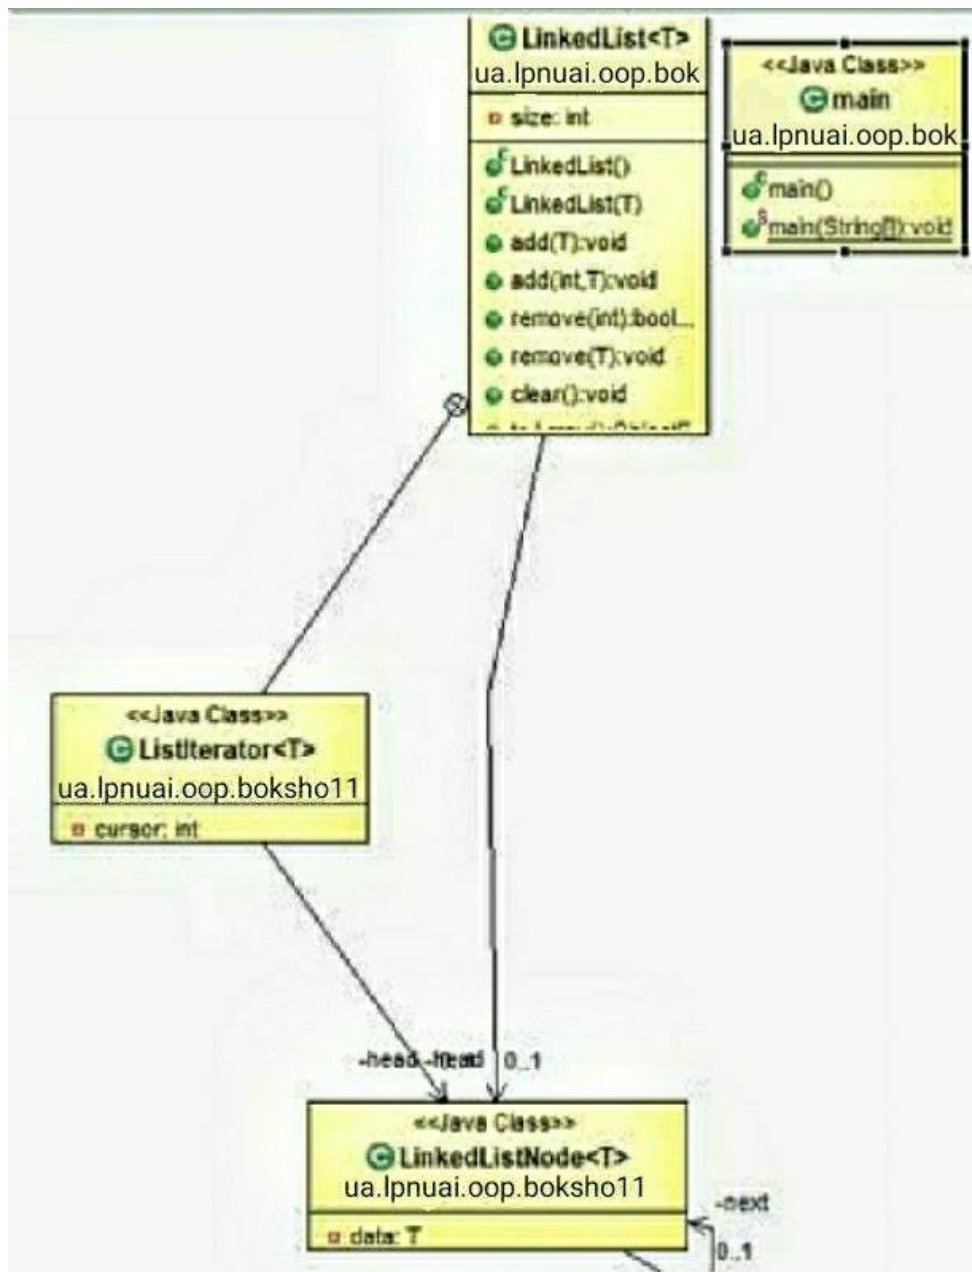 LinkedList<T>
ua.lpnuai.oop.bok
size: int
LinkedList()
LinkedList(T)
add(T):void
add(int,T):void
remove(int):bool...
remove(T):void
clear():void
<<Java Class>>
main
ua.lpnuai.oop.bok
main()
main(String[]):void
<<Java Class>>
ListIterator<T>
ua.lpnuai.oop.boksho11
cursor: int
-head -head 0..1
<<Java Class>>
LinkedListNode<T>
ua.lpnuai.oop.boksho11
data: T
-next
0..1